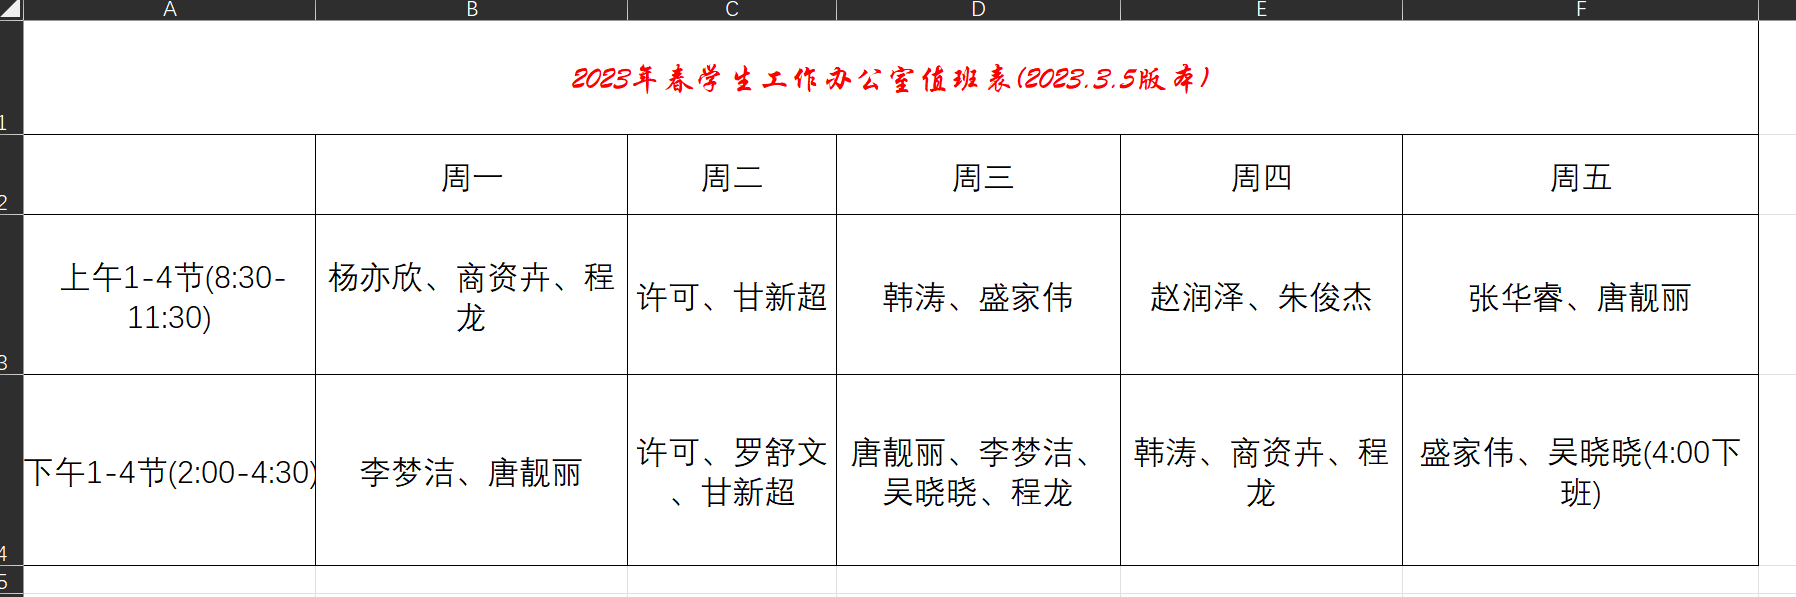 A B C D E F
1
2023年春学生工作办公室值班表(2023.3.5版本)
2
周一 周二 周三 周四 周五
3
上午1-4节(8:30-
11:30)
杨亦欣、商资卉、程
龙
许可、甘新超
韩涛、盛家伟
赵润泽、朱俊杰
张华睿、唐靓丽
4
下午1-4节(2:00-4:30)
李梦洁、唐靓丽
许可、罗舒文
、甘新超
唐靓丽、李梦洁、
吴晓晓、程龙
韩涛、商资卉、程
龙
盛家伟、吴晓晓(4:00下
班)
5